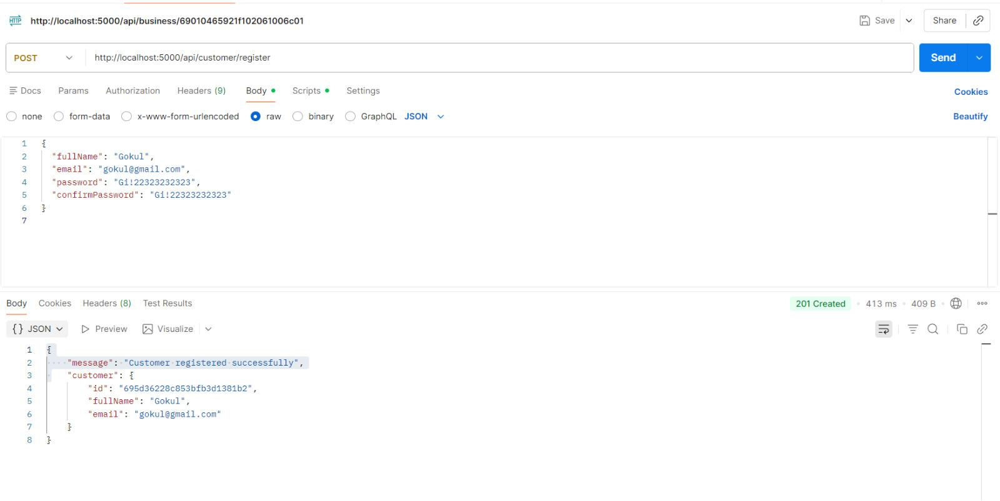 HTTP http://localhost:5000/api/business/69010465921f102061006c01 Save Share
POST http://localhost:5000/api/customer/register Send
Docs Params Authorization Headers (9) Body Scripts Settings Cookies
none form-data x-www-form-urlencoded raw binary GraphQL JSON Beautify
1 {
2 "fullName": "Gokul",
3 "email": "gokul@gmail.com",
4 "password": "Gi!22323232323",
5 "confirmPassword": "Gi!22323232323"
6 }
7
Body Cookies Headers (8) Test Results 201 Created • 413 ms • 409 B •
{} JSON Preview Visualize
1 {
2 "message": "Customer registered successfully",
3 "customer": {
4 "id": "695d36228c853bfb3d1381b2",
5 "fullName": "Gokul",
6 "email": "gokul@gmail.com"
7 }
8 }